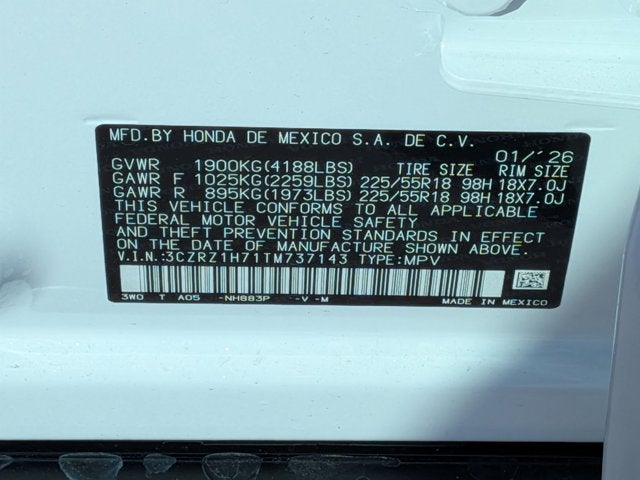 MFD.BY HONDA DE MEXICO S.A. DE C.V.
01/'26
GVWR 1900KG(4188LBS) TIRE SIZE RIM SIZE
GAWR F 1025KG(2259LBS) 225/55R18 98H 18X7.0J
GAWR R 895KG(1973LBS) 225/55R18 98H 18X7.0J
THIS VEHICLE CONFORMS TO ALL APPLICABLE
FEDERAL MOTOR VEHICLE SAFETY
AND THEFT PREVENTION STANDARDS IN EFFECT
ON THE DATE OF MANUFACTURE SHOWN ABOVE.
V.I.N.:3CZRZ1H71TM737143 TYPE:MPV
3W0 T A05 -NH883P -V-M MADE IN MEXICO